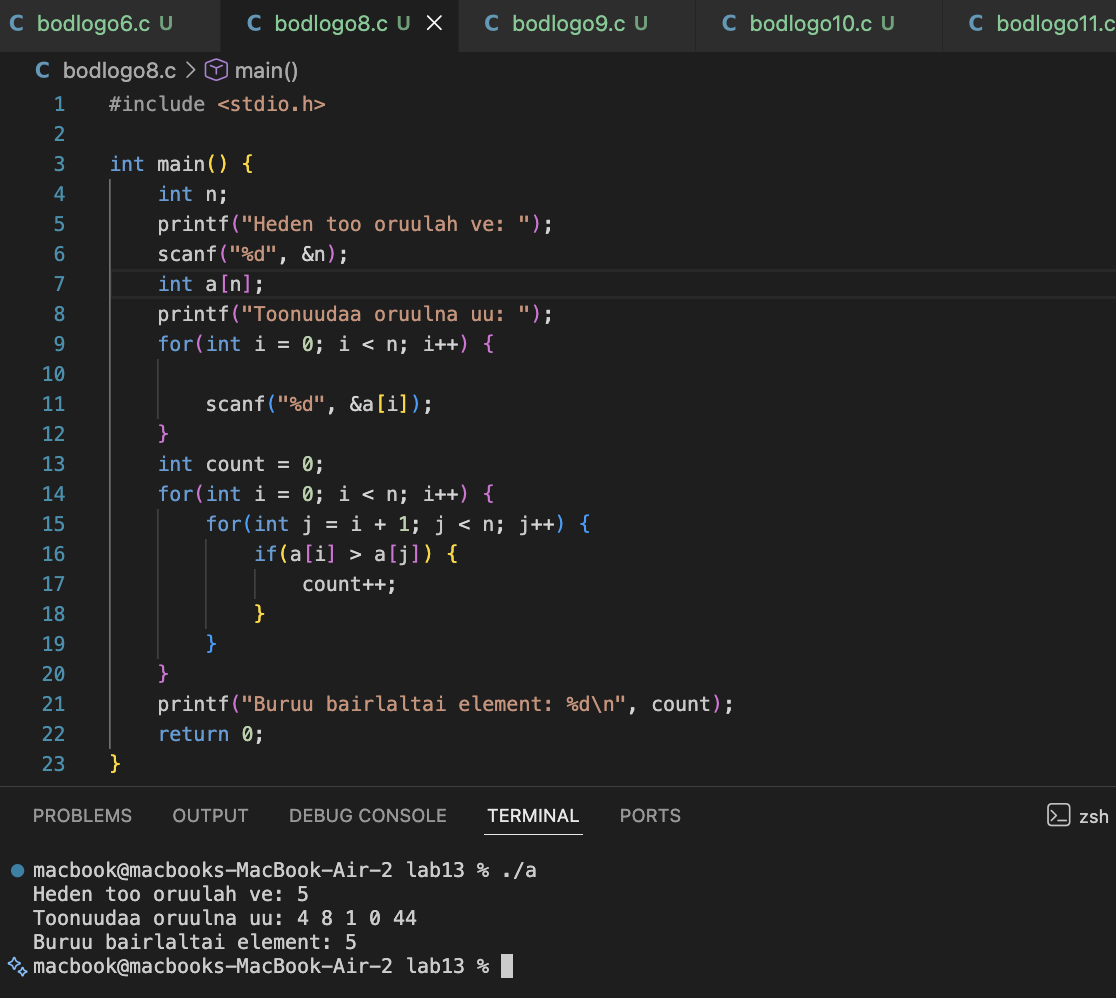 C bodlogo6.c U C bodlogo8.c U C bodlogo9.c U C bodlogo10.c U C bodlogo11.c
C bodlogo8.c > main()
1 #include <stdio.h>
2
3 int main() {
4     int n;
5     printf("Heden too oruulah ve: ");
6     scanf("%d", &n);
7     int a[n];
8     printf("Toonuudaa oruulna uu: ");
9     for(int i = 0; i < n; i++) {
10
11         scanf("%d", &a[i]);
12     }
13     int count = 0;
14     for(int i = 0; i < n; i++) {
15         for(int j = i + 1; j < n; j++) {
16             if(a[i] > a[j]) {
17                 count++;
18             }
19         }
20     }
21     printf("Buruu bairlaltai element: %d\n", count);
22     return 0;
23 }
PROBLEMS OUTPUT DEBUG CONSOLE TERMINAL PORTS zsh
macbook@macbooks-MacBook-Air-2 lab13 % ./a
Heden too oruulah ve: 5
Toonuudaa oruulna uu: 4 8 1 0 44
Buruu bairlaltai element: 5
macbook@macbooks-MacBook-Air-2 lab13 %